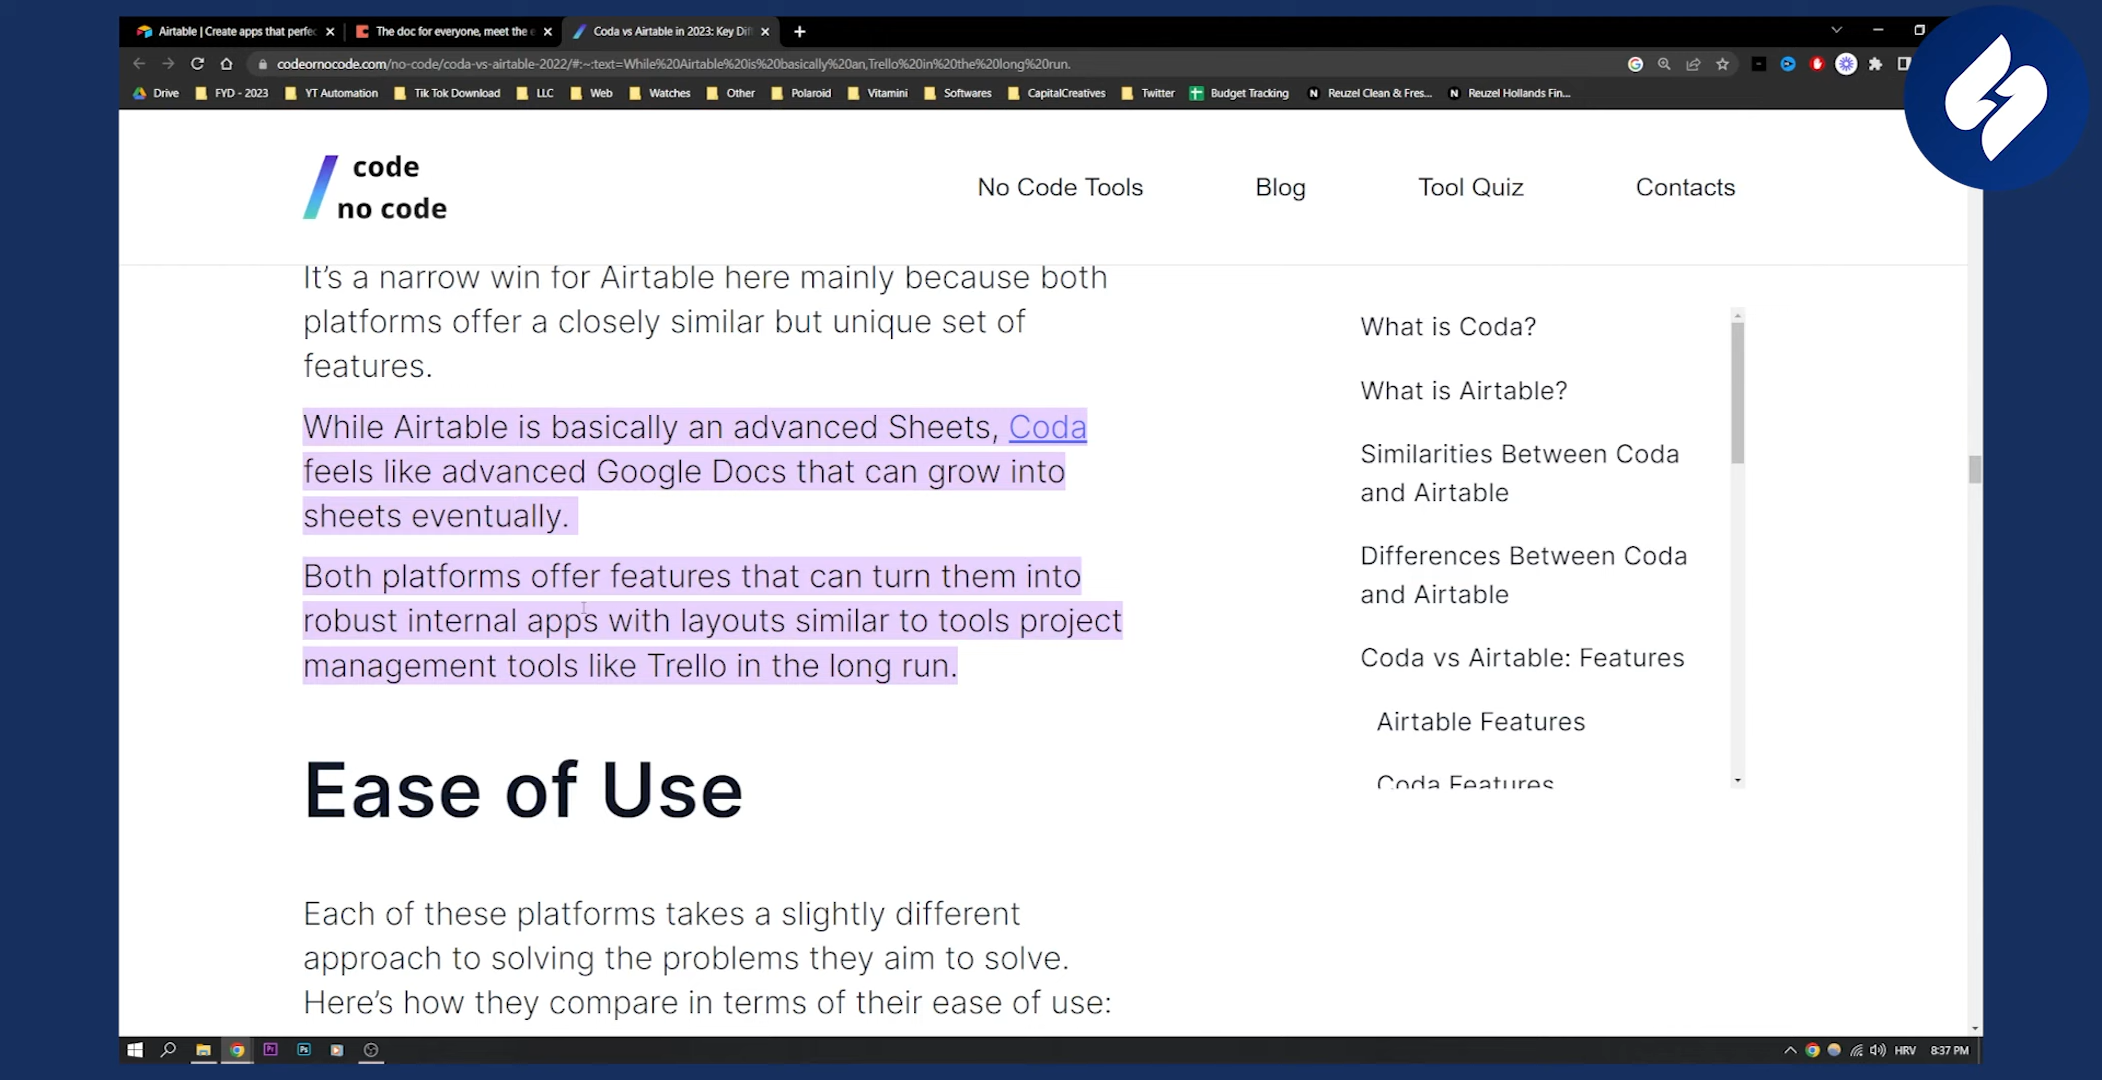 Airtable | Create apps that perfec
The doc for everyone, meet the e
Coda vs Airtable in 2023: Key Dif
codeornocode.com/no-code/coda-vs-airtable-2022/#:~:text=While%20Airtable%20is%20basically%20an,Trello%20in%20the%20long%20run.
Drive FYD - 2023 YT Automation Tik Tok Download LLC Web Watches Other Polaroid Vitamini Softwares CapitalCreatives Twitter Budget Tracking Reuzel Clean & Fres... Reuzel Hollands Fin...
code
no code
No Code Tools Blog Tool Quiz Contacts
It's a narrow win for Airtable here mainly because both
platforms offer a closely similar but unique set of
features.
While Airtable is basically an advanced Sheets, Coda
feels like advanced Google Docs that can grow into
sheets eventually.
Both platforms offer features that can turn them into
robust internal apps with layouts similar to tools project
management tools like Trello in the long run.
Ease of Use
Each of these platforms takes a slightly different
approach to solving the problems they aim to solve.
Here's how they compare in terms of their ease of use:
What is Coda?
What is Airtable?
Similarities Between Coda
and Airtable
Differences Between Coda
and Airtable
Coda vs Airtable: Features
Airtable Features
Coda Features
HRV 8:37 PM